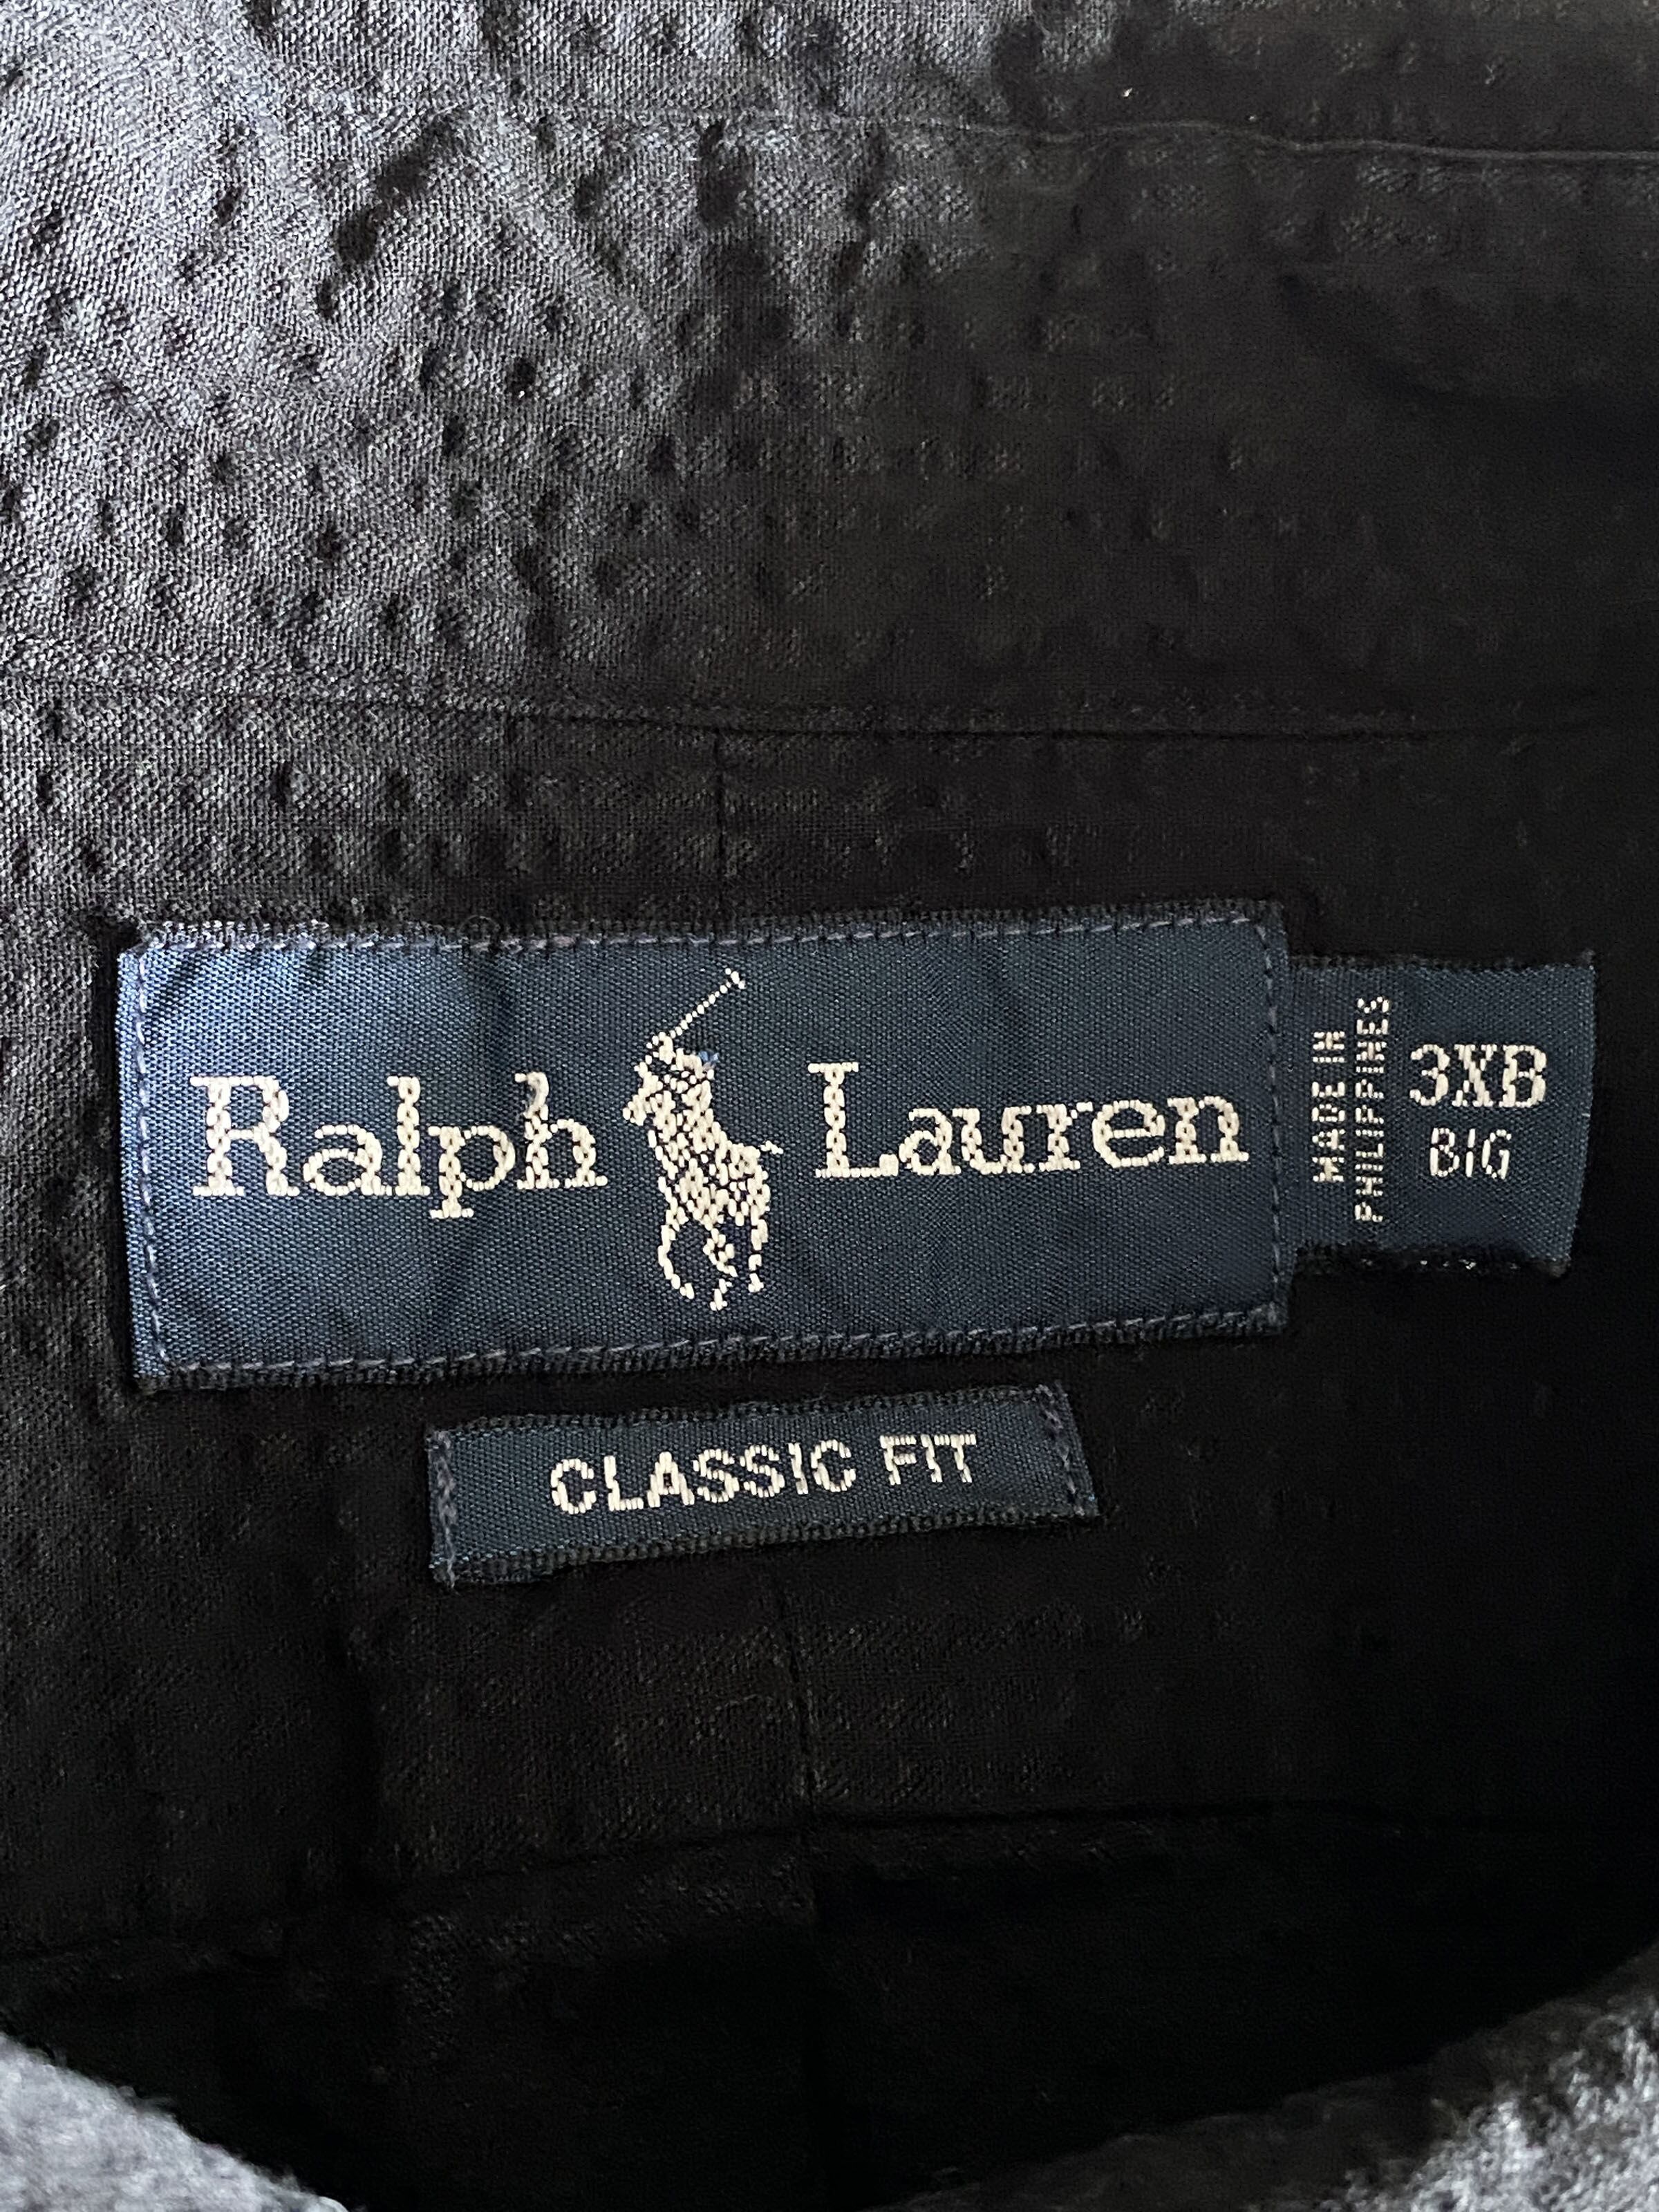 Ralph Lauren
MADE IN
PHILIPPINES
3XB
BIG
CLASSIC FIT